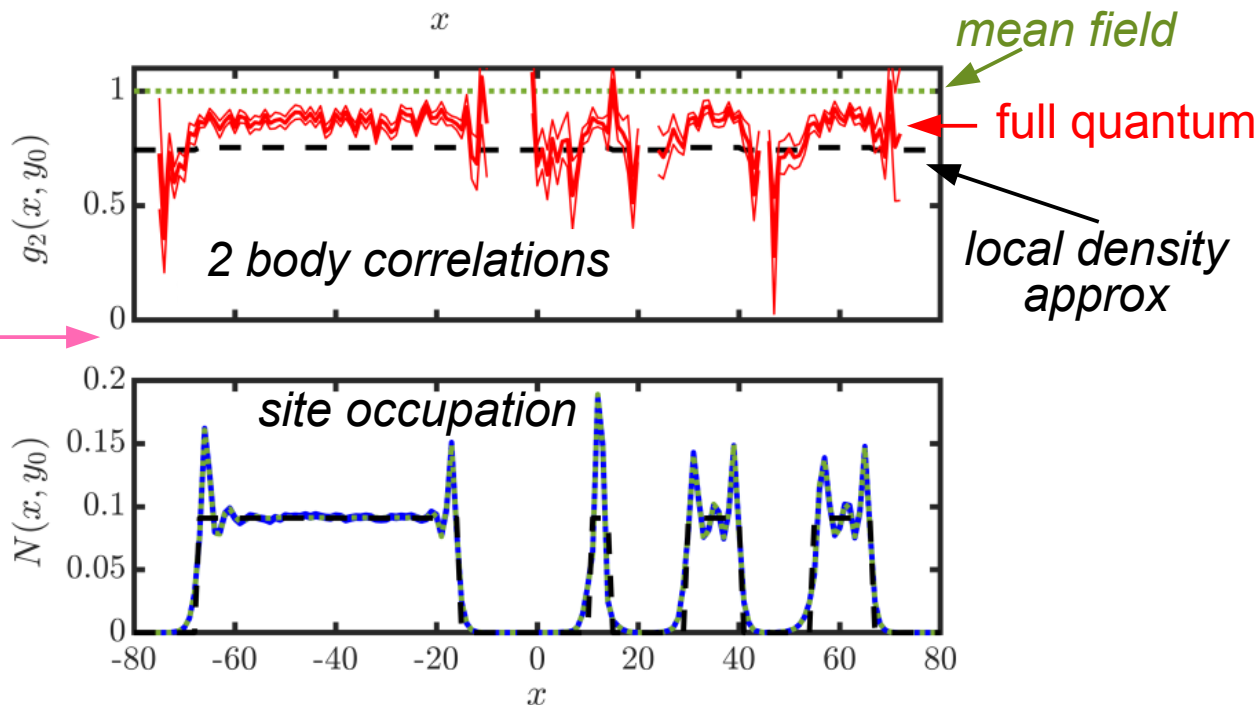 x
mean field
1
full quantum
g₂(x, y₀)
0.5
2 body correlations
local density
approx
0
0.2
site occupation
0.15
N(x, y₀)
0.1
0.05
0
-80 -60 -40 -20 0 20 40 60 80
x